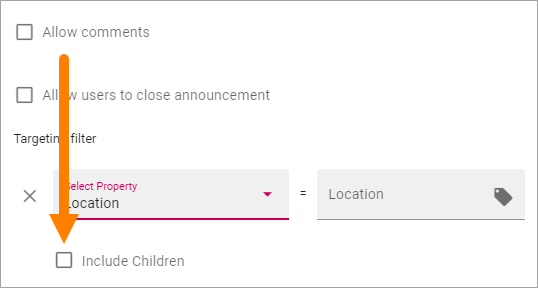 Allow comments
Allow users to close announcement
Targeting filter
Select Property
Location
=
Location
Include Children